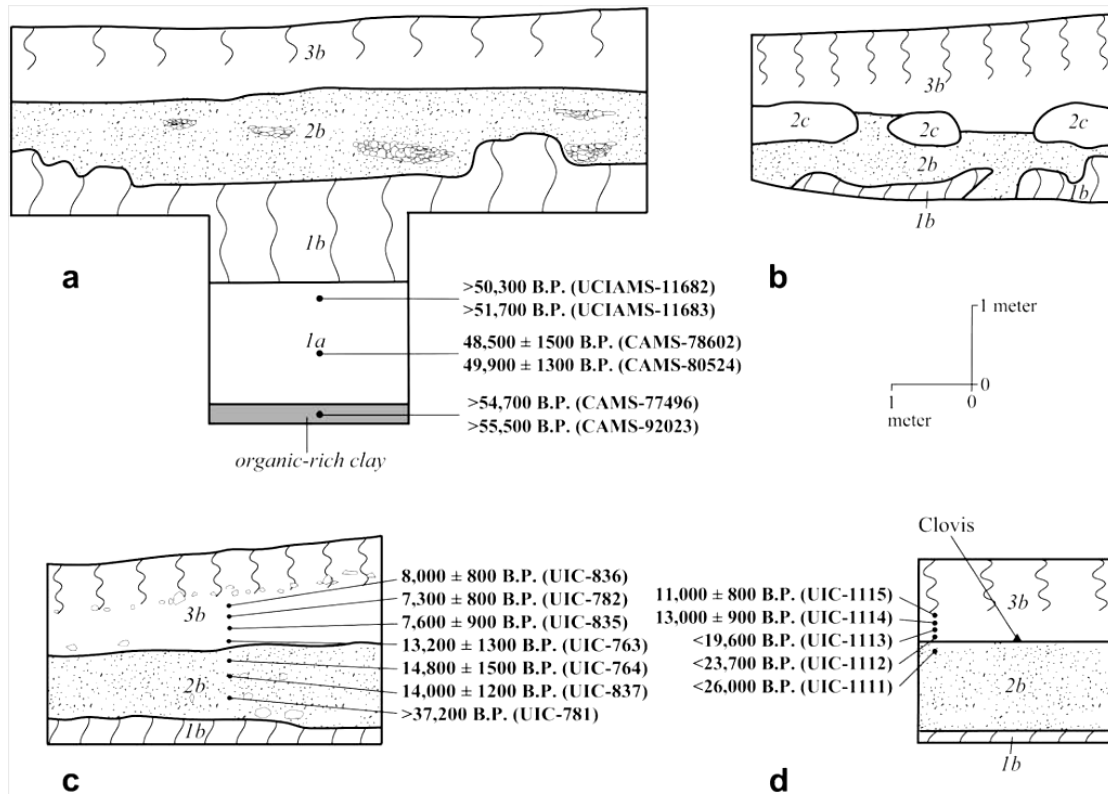 3b
2b
1b
a
1a
>50,300 B.P. (UCIAMS-11682)
>51,700 B.P. (UCIAMS-11683)
48,500 ± 1500 B.P. (CAMS-78602)
49,900 ± 1300 B.P. (CAMS-80524)
>54,700 B.P. (CAMS-77496)
>55,500 B.P. (CAMS-92023)
organic-rich clay
3b
2c
2c
2c
2b
1b
1b
b
1 meter
0
1
meter
0
3b
2b
1b
8,000 ± 800 B.P. (UIC-836)
7,300 ± 800 B.P. (UIC-782)
7,600 ± 900 B.P. (UIC-835)
13,200 ± 1300 B.P. (UIC-763)
14,800 ± 1500 B.P. (UIC-764)
14,000 ± 1200 B.P. (UIC-837)
>37,200 B.P. (UIC-781)
c
Clovis
11,000 ± 800 B.P. (UIC-1115)
13,000 ± 900 B.P. (UIC-1114)
<19,600 B.P. (UIC-1113)
<23,700 B.P. (UIC-1112)
<26,000 B.P. (UIC-1111)
3b
2b
1b
d